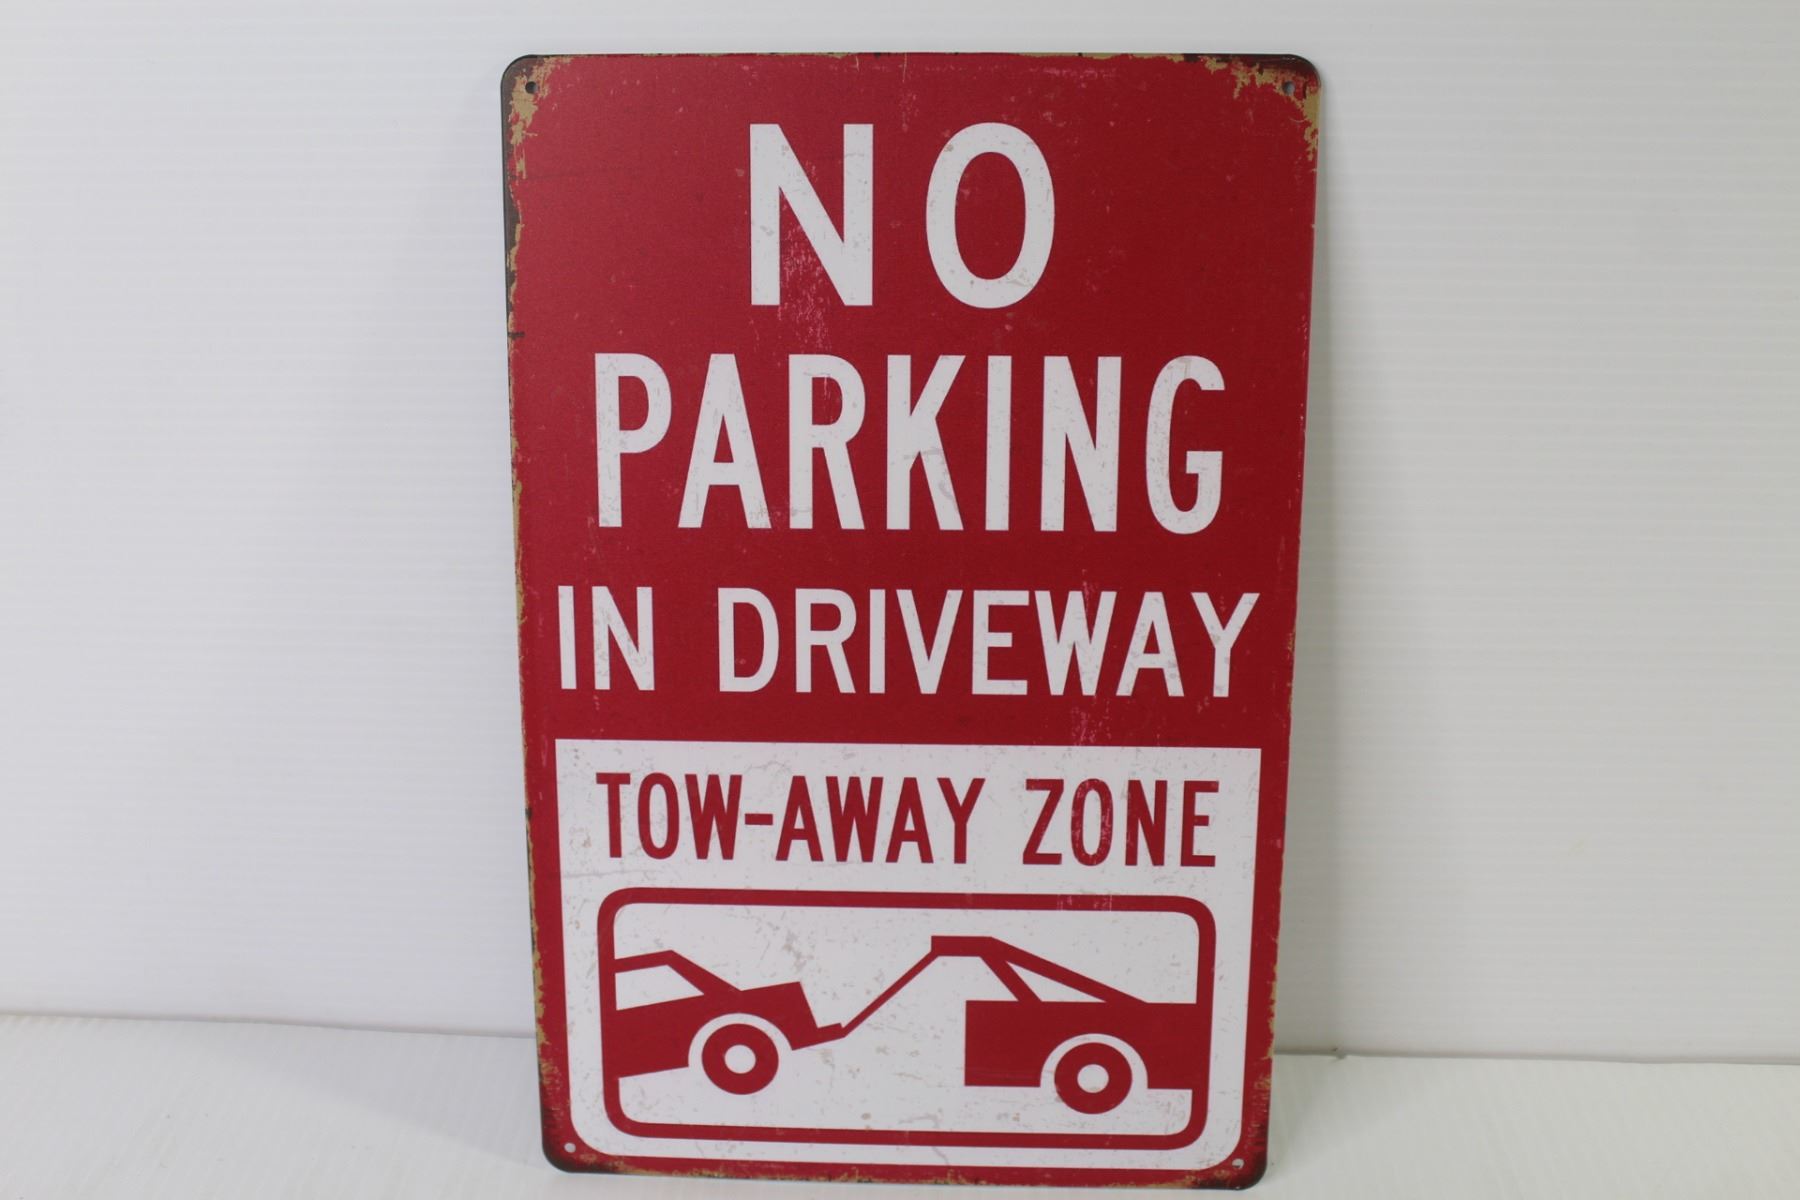 NO
PARKING
IN DRIVEWAY
TOW-AWAY ZONE